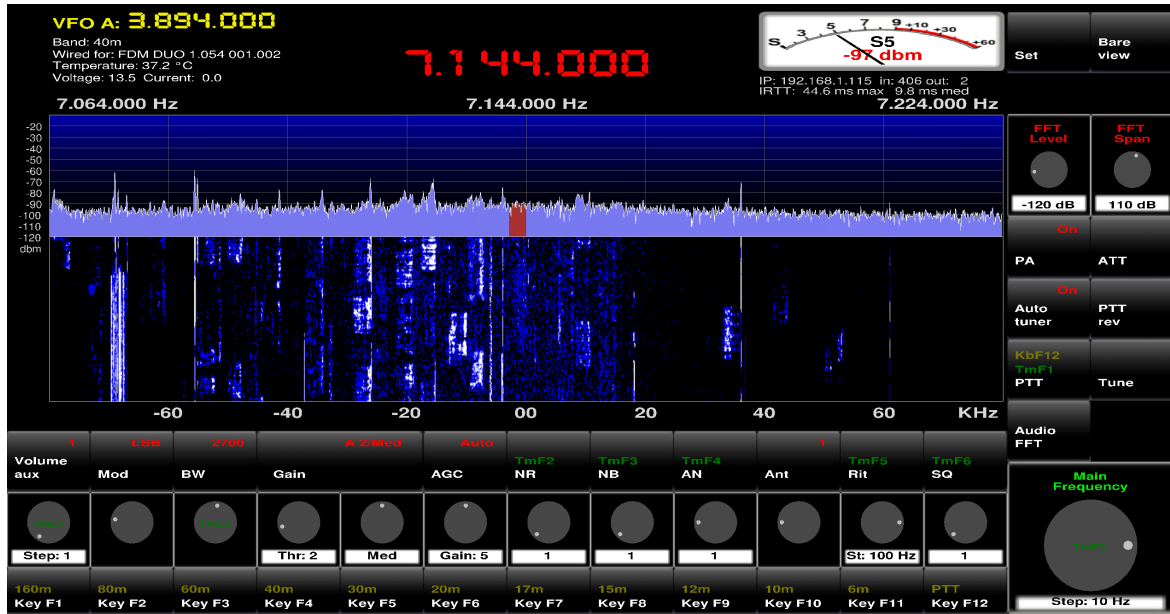 VFO A: 3.894.000
Band: 40m
Wired for: FDM DUO 1.054 001.002
Temperature: 37.2 °C
Voltage: 13.5 Current: 0.0
7.144.000
S 3 5 7 9 +10 +30 +60
S5
-97 dbm
IP: 192.168.1.115 in: 406 out: 2
IRTT: 44.6 ms max 9.8 ms med
Set
Bare view
7.064.000 Hz 7.144.000 Hz 7.224.000 Hz
-20
-30
-40
-50
-60
-70
-80
-90
-100
-110
-120
dbm
-60 -40 -20 00 20 40 60 KHz
FFT Level
FFT Span
-120 dB 110 dB
On
PA ATT
On
Auto tuner
PTT rev
KbF12
TmF1
PTT Tune
Audio FFT
1 LSB 2700 A 2/Med Auto TmF2 TmF3 TmF4 1 TmF5 TmF6
Volume aux Mod BW Gain AGC NR NB AN Ant Rit SQ
Step: 1 Thr: 2 Med Gain: 5 1 1 1 St: 100 Hz 1
Main Frequency
Step: 10 Hz
160m 80m 60m 40m 30m 20m 17m 15m 12m 10m 6m PTT
Key F1 Key F2 Key F3 Key F4 Key F5 Key F6 Key F7 Key F8 Key F9 Key F10 Key F11 Key F12